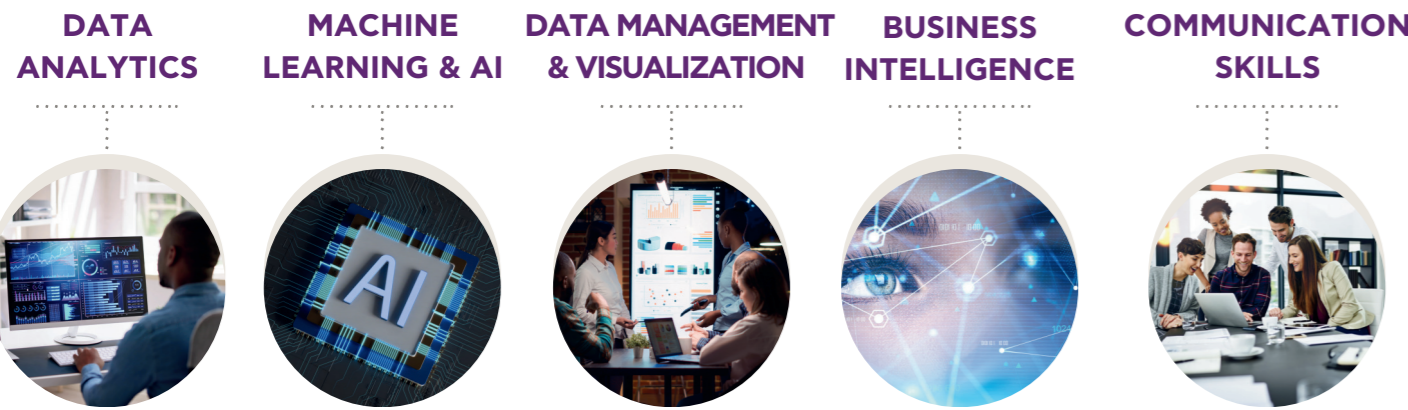 DATA
ANALYTICS
MACHINE
LEARNING & AI
DATA MANAGEMENT
& VISUALIZATION
BUSINESS
INTELLIGENCE
COMMUNICATION
SKILLS
AI